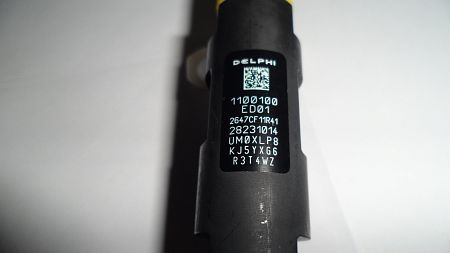 DELPHI
1100100
ED01
2647CF11R41
28231014
UM0XLP8
KJ5YXG6
R3T4WZ